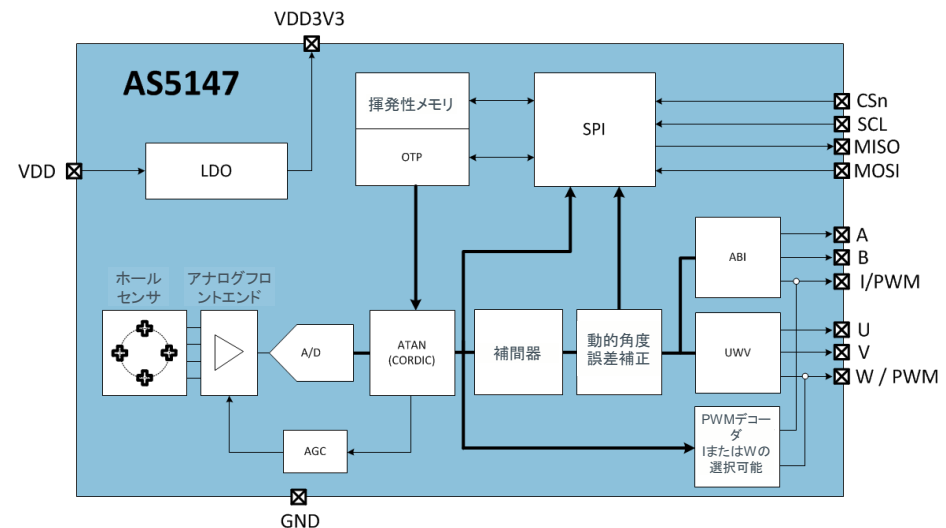 VDD3V3
AS5147
揮発性メモリ
OTP
SPI
CSn
SCL
MISO
MOSI
VDD
LDO
A
B
I/PWM
ABI
ホール
センサ
アナログフロ
ントエンド
A/D
ATAN
(CORDIC)
補間器
動的角度
誤差補正
UWV
U
V
W / PWM
PWMデコー
ダ
IまたはWの
選択可能
AGC
GND